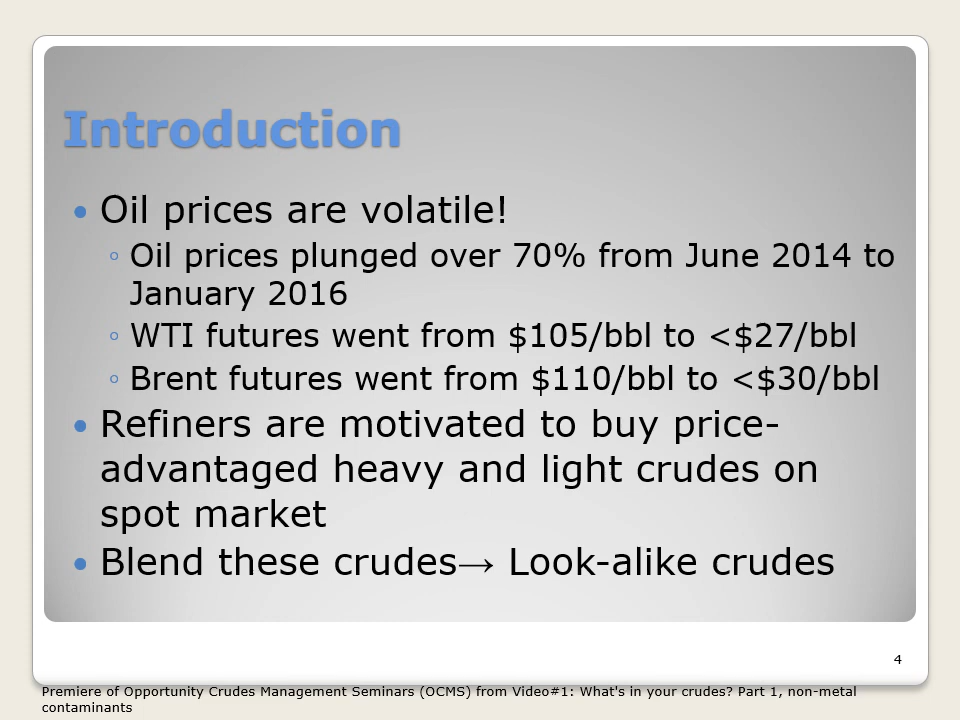 Introduction
• Oil prices are volatile!
◦ Oil prices plunged over 70% from June 2014 to
January 2016
◦ WTI futures went from $105/bbl to <$27/bbl
◦ Brent futures went from $110/bbl to <$30/bbl
• Refiners are motivated to buy price-
advantaged heavy and light crudes on
spot market
• Blend these crudes→ Look-alike crudes
4
Premiere of Opportunity Crudes Management Seminars (OCMS) from Video#1: What's in your crudes? Part 1, non-metal
contaminants